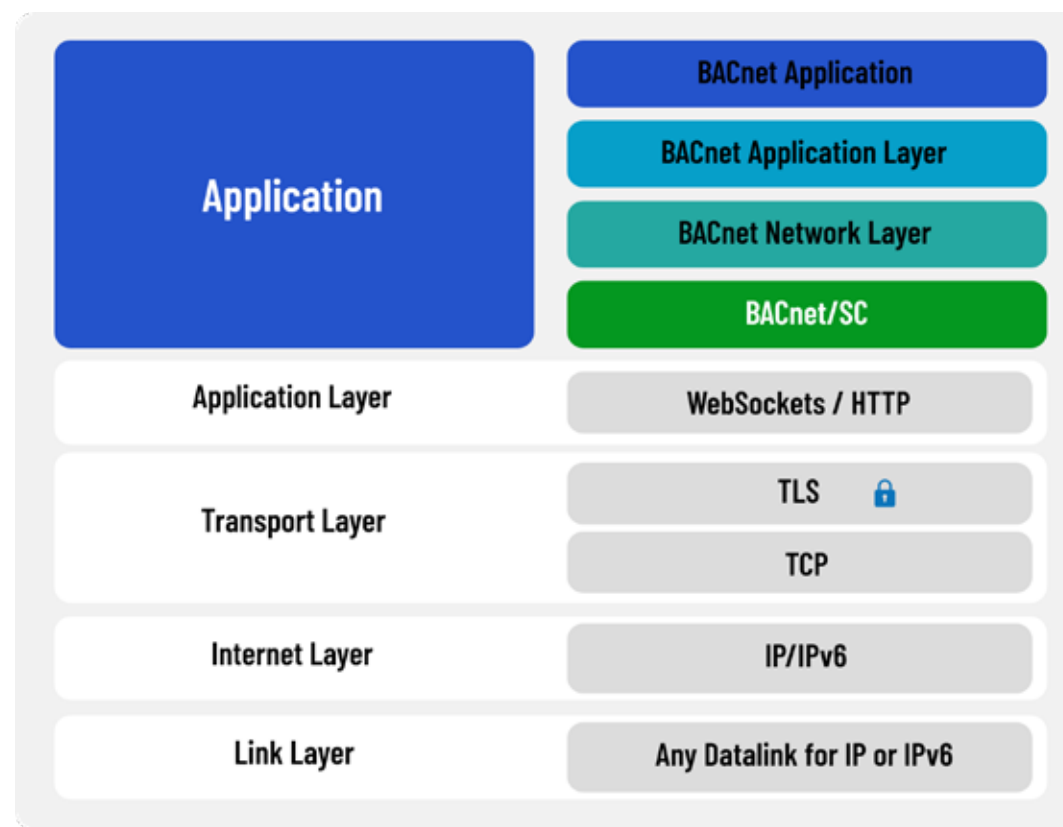 Application
BACnet Application
BACnet Application Layer
BACnet Network Layer
BACnet/SC
Application Layer
WebSockets / HTTP
Transport Layer
TLS
TCP
Internet Layer
IP/IPv6
Link Layer
Any Datalink for IP or IPv6